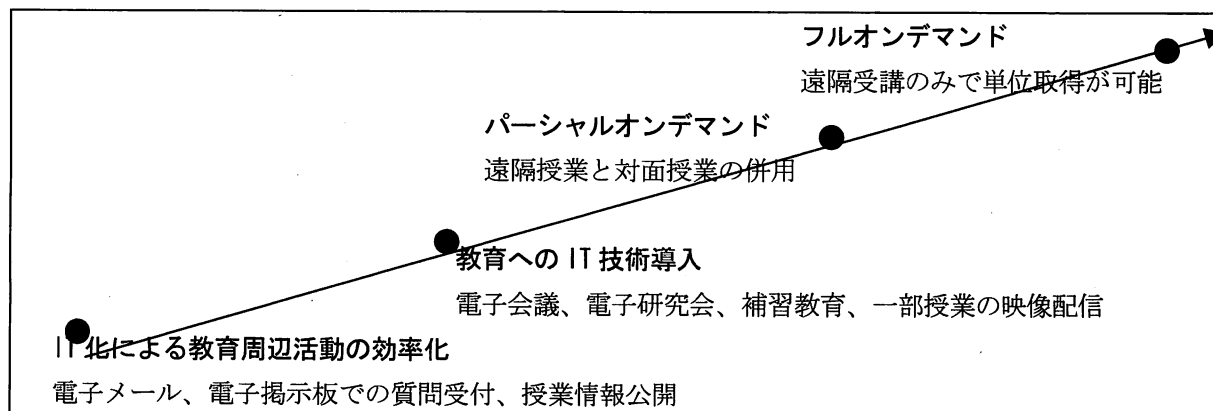 フルオンデマンド
遠隔受講のみで単位取得が可能
パーシャルオンデマンド
遠隔授業と対面授業の併用
教育への IT 技術導入
電子会議、電子研究会、補習教育、一部授業の映像配信
IT 化による教育周辺活動の効率化
電子メール、電子掲示板での質問受付、授業情報公開